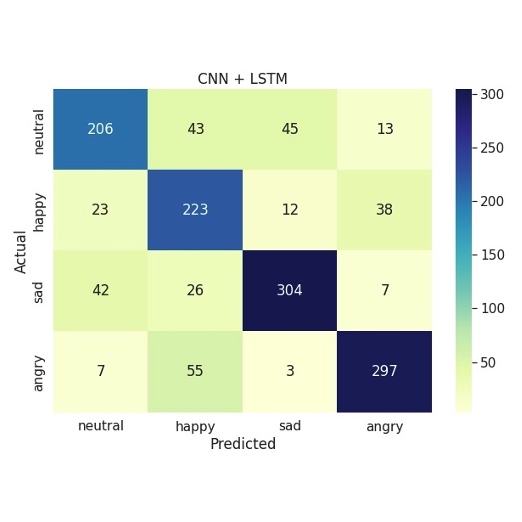 CNN + LSTM
Actual
neutral 206 43 45 13
happy 23 223 12 38
sad 42 26 304 7
angry 7 55 3 297
neutral happy sad angry
Predicted
300
250
200
150
100
50